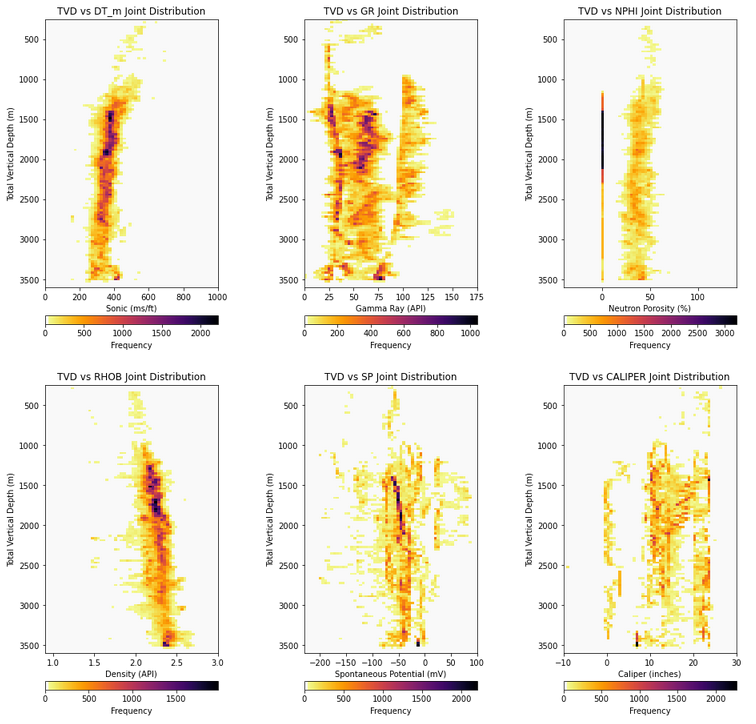 TVD vs DT_m Joint Distribution
TVD vs GR Joint Distribution
TVD vs NPHI Joint Distribution
Total Vertical Depth (m)
500
1000
1500
2000
2500
3000
3500
0 200 400 600 800 1000
Sonic (ms/ft)
0 500 1000 1500 2000
Frequency
Total Vertical Depth (m)
500
1000
1500
2000
2500
3000
3500
0 25 50 75 100 125 150 175
Gamma Ray (API)
0 200 400 600 800 1000
Frequency
Total Vertical Depth (m)
500
1000
1500
2000
2500
3000
3500
0 50 100
Neutron Porosity (%)
0 500 1000 1500 2000 2500 3000
Frequency
TVD vs RHOB Joint Distribution
TVD vs SP Joint Distribution
TVD vs CALIPER Joint Distribution
Total Vertical Depth (m)
500
1000
1500
2000
2500
3000
3500
1.0 1.5 2.0 2.5 3.0
Density (API)
0 500 1000 1500
Frequency
Total Vertical Depth (m)
500
1000
1500
2000
2500
3000
3500
−200 −150 −100 −50 0 50 100
Spontaneous (mV)
0 500 1000 1500 2000
Frequency
Total Vertical Depth (m)
500
1000
1500
2000
2500
3000
3500
−10 0 10 20 30
Caliper (inches)
0 500 1000 1500 2000
Frequency